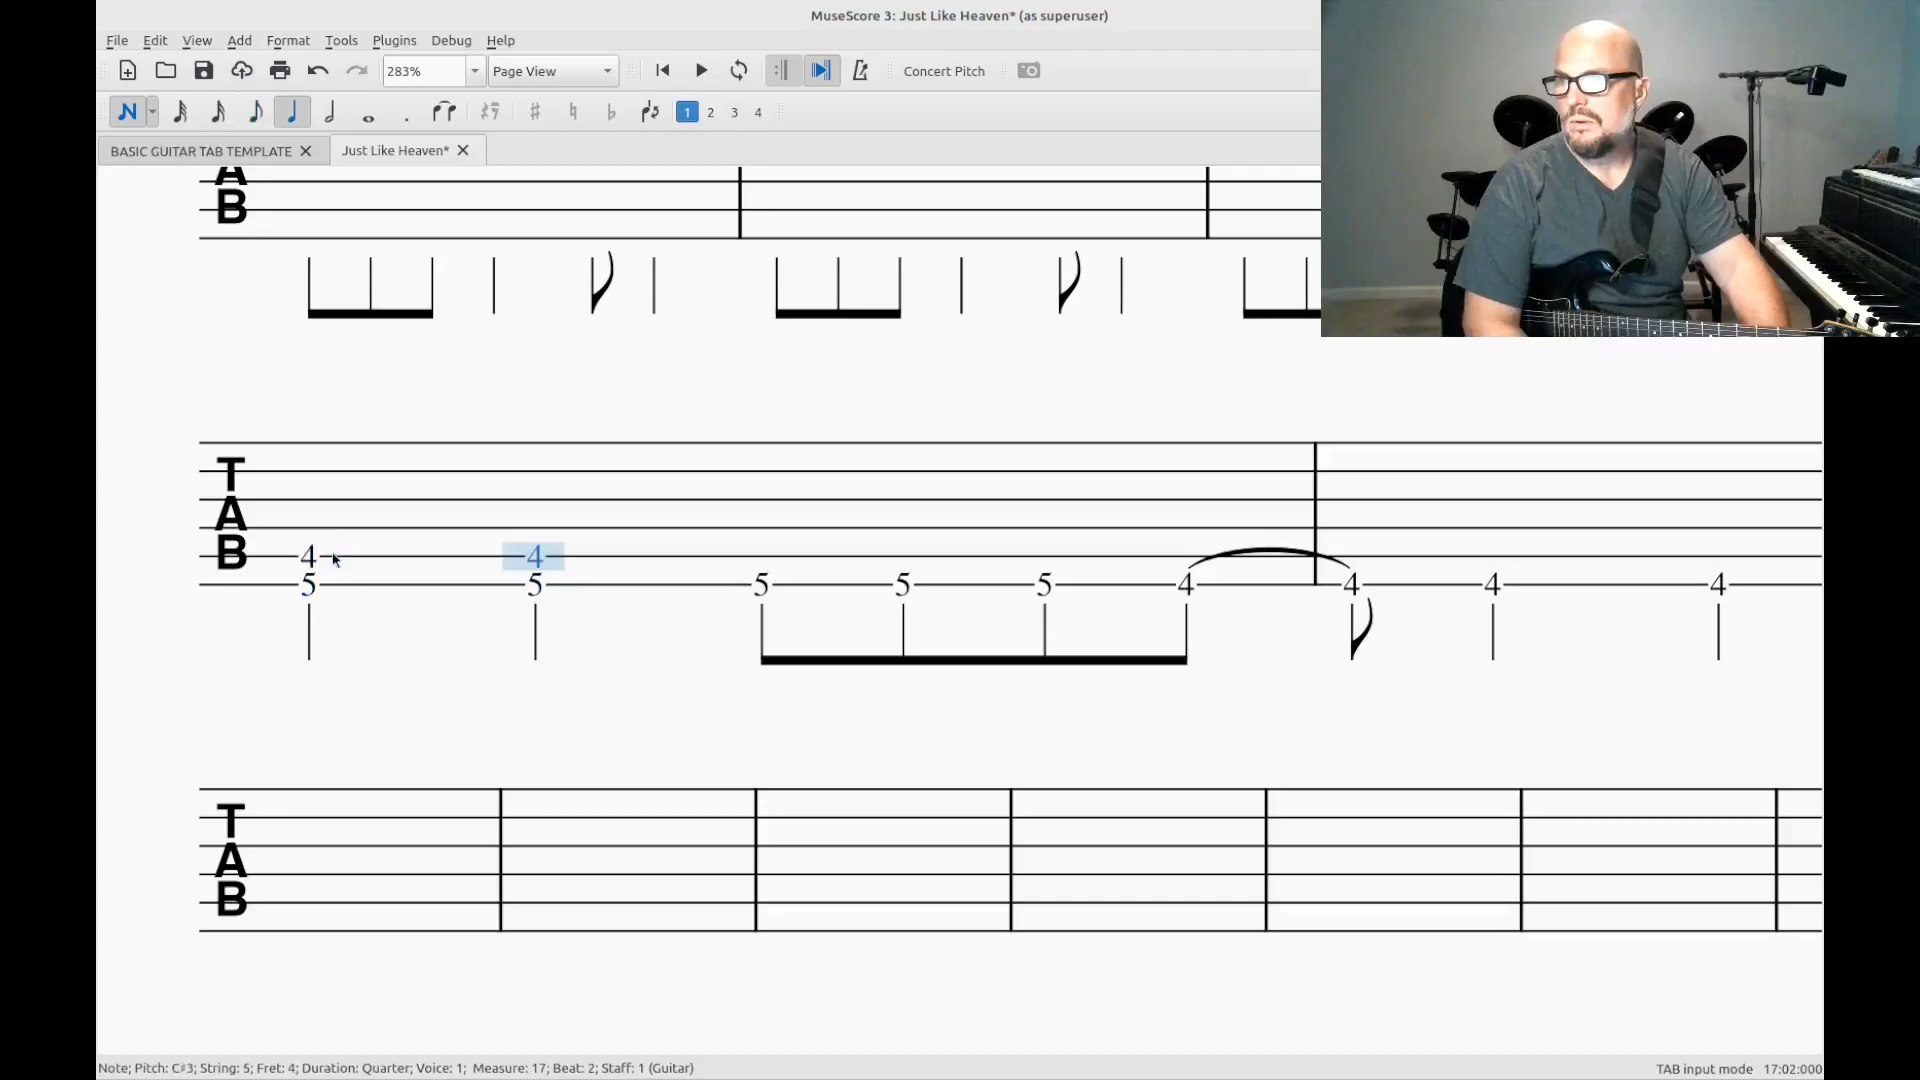 MuseScore 3: Just Like Heaven* (as superuser)
File Edit View Add Format Tools Plugins Debug Help
283% Page View Concert Pitch
1 2 3 4
BASIC GUITAR TAB TEMPLATE Just Like Heaven*
A
B
T
A
B
4 4
5 5 5 5 5 4 4 4 4
T
A
B
Note; Pitch: C♯3; String: 5; Fret: 4; Duration: Quarter; Voice: 1; Measure: 17; Beat: 2; Staff: 1 (Guitar) TAB input mode 17:02:000